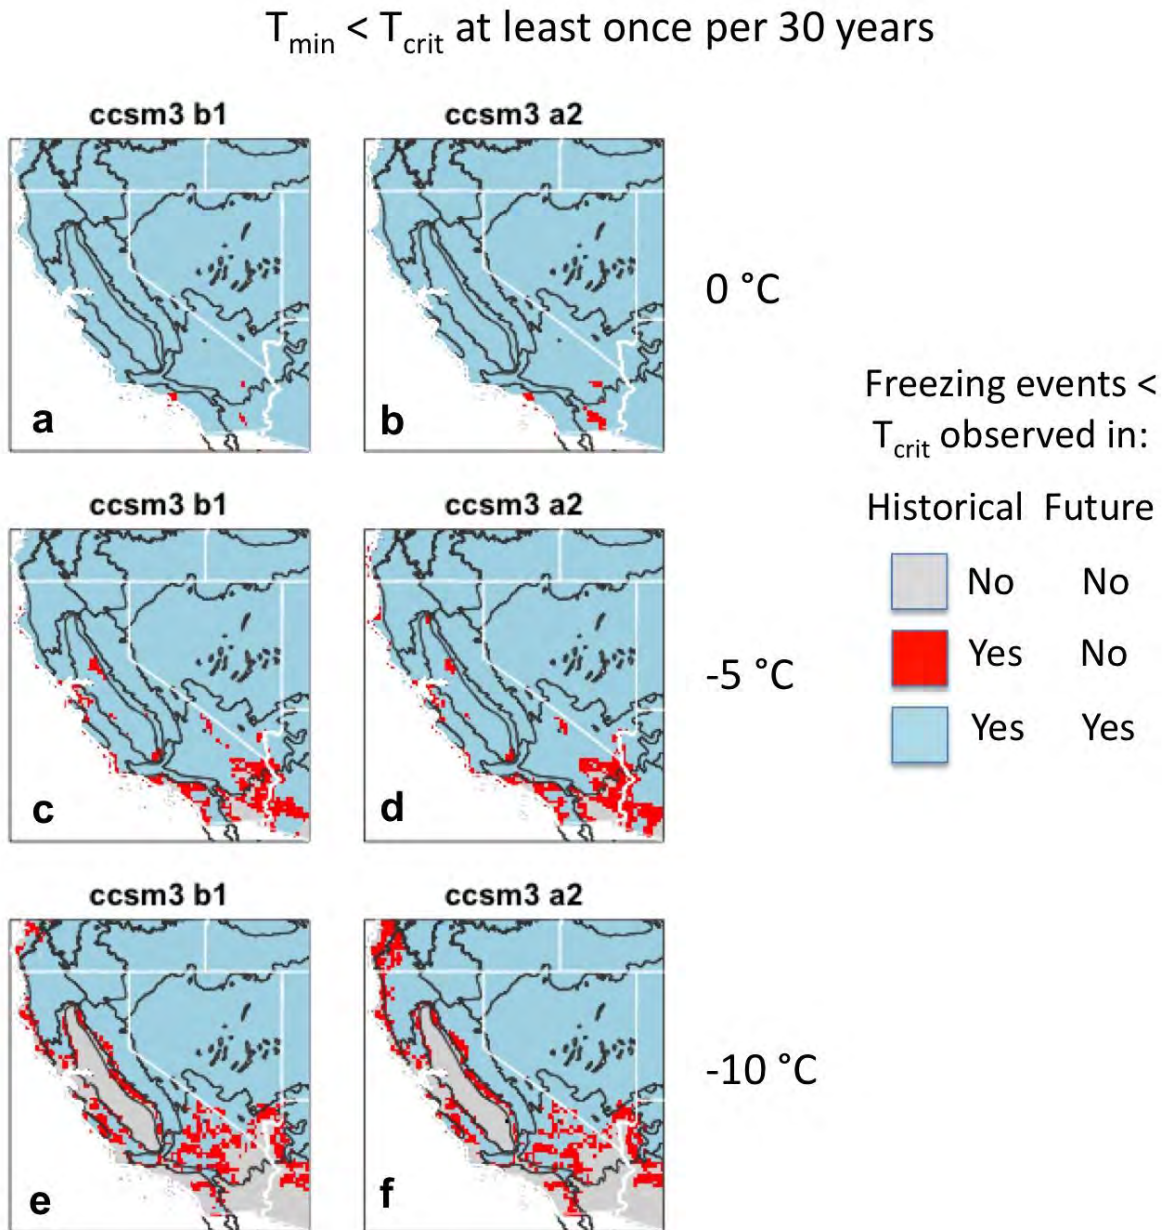 Tmin < Tcrit at least once per 30 years
ccsm3 b1
ccsm3 a2
a
b
0 °C
ccsm3 b1
ccsm3 a2
c
d
-5 °C
ccsm3 b1
ccsm3 a2
e
f
-10 °C
Freezing events <
Tcrit observed in:
Historical Future
No No
Yes No
Yes Yes